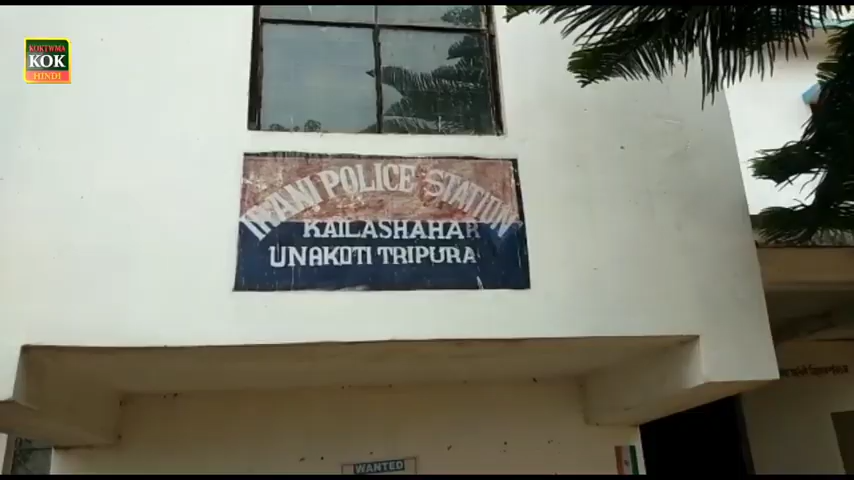 KOKTWMA
KOK
HINDI
IRANI POLICE STATION
KAILASHAHAR
UNAKOTI TRIPURA
WANTED